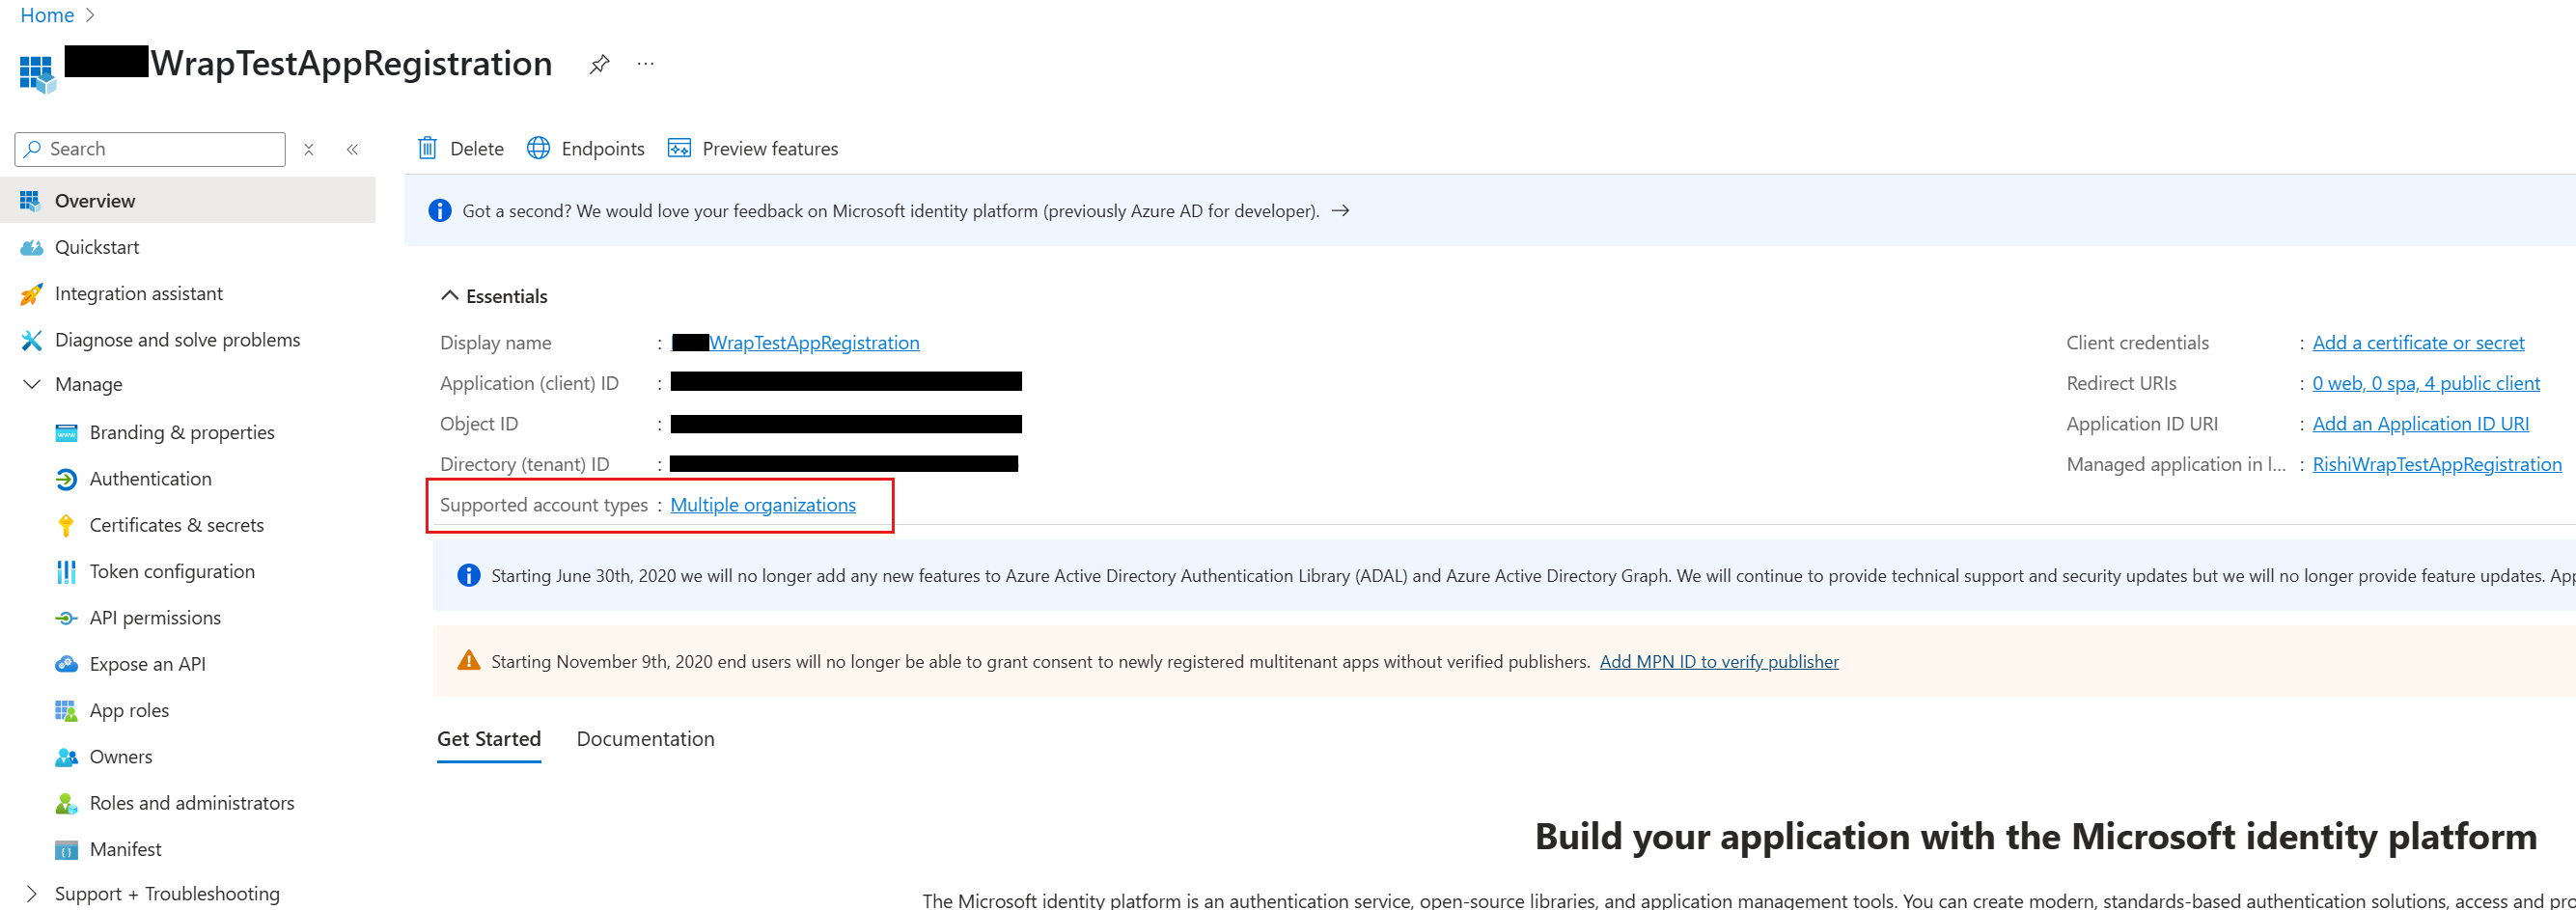 Home
WrapTestAppRegistration
Search
Delete Endpoints Preview features
Overview
Quickstart
Integration assistant
Diagnose and solve problems
Manage
Branding & properties
Authentication
Certificates & secrets
Token configuration
API permissions
Expose an API
App roles
Owners
Roles and administrators
Manifest
Support + Troubleshooting
Got a second? We would love your feedback on Microsoft identity platform (previously Azure AD for developer).
Essentials
Display name : WrapTestAppRegistration
Application (client) ID :
Object ID :
Directory (tenant) ID :
Supported account types : Multiple organizations
Client credentials : Add a certificate or secret
Redirect URIs : 0 web, 0 spa, 4 public client
Application ID URI : Add an Application ID URI
Managed application in l... : RishiWrapTestAppRegistration
Starting June 30th, 2020 we will no longer add any new features to Azure Active Directory Authentication Library (ADAL) and Azure Active Directory Graph. We will continue to provide technical support and security updates but we will no longer provide feature updates. App
Starting November 9th, 2020 end users will no longer be able to grant consent to newly registered multitenant apps without verified publishers. Add MPN ID to verify publisher
Get Started Documentation
Build your application with the Microsoft identity platform
The Microsoft identity platform is an authentication service, open-source libraries, and application management tools. You can create modern, standards-based authentication solutions, access and pro